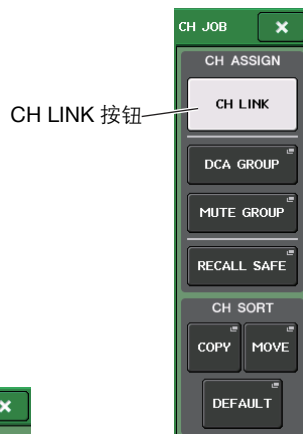 CH JOB
CH ASSIGN
CH LINK 按钮
CH LINK
DCA GROUP
MUTE GROUP
RECALL SAFE
CH SORT
COPY MOVE
DEFAULT